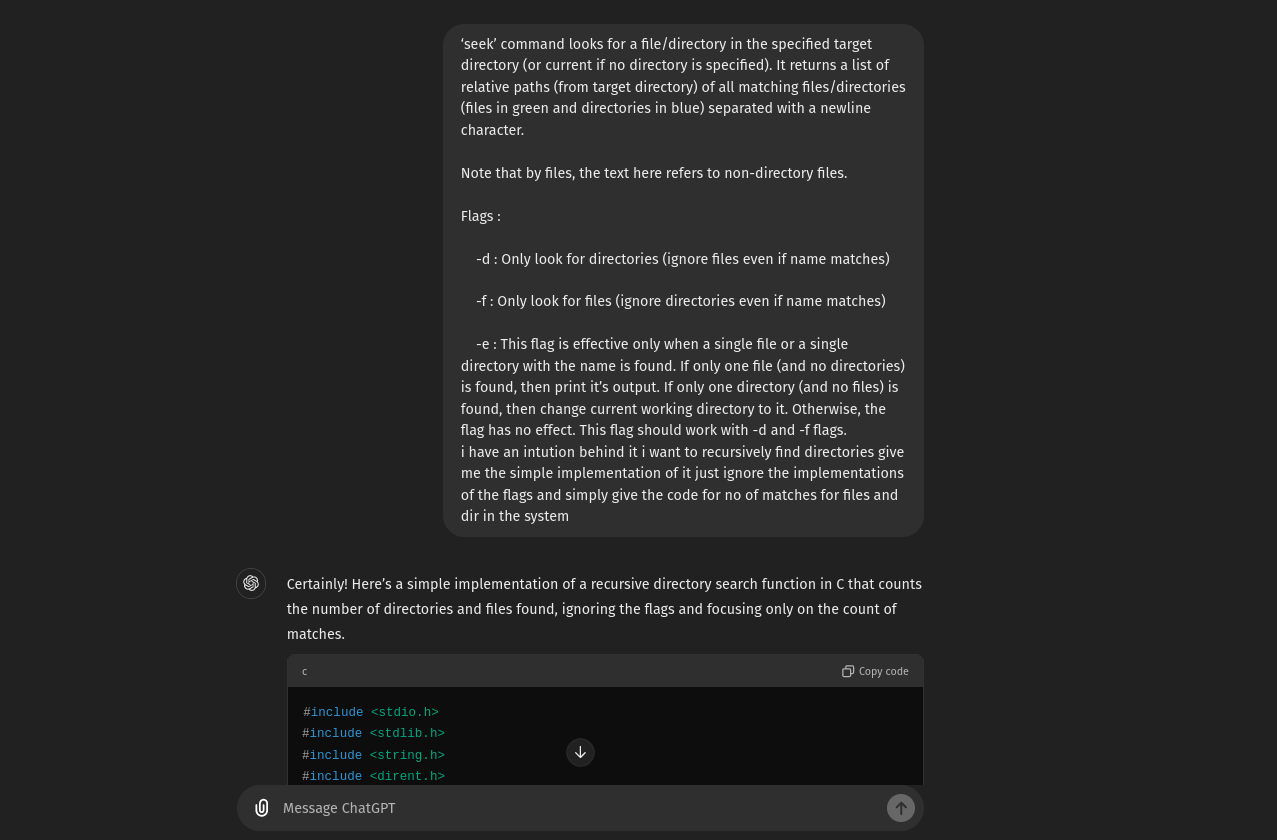 ‘seek’ command looks for a file/directory in the specified target
directory (or current if no directory is specified). It returns a list of
relative paths (from target directory) of all matching files/directories
(files in green and directories in blue) separated with a newline
character.
Note that by files, the text here refers to non-directory files.
Flags :
-d : Only look for directories (ignore files even if name matches)
-f : Only look for files (ignore directories even if name matches)
-e : This flag is effective only when a single file or a single
directory with the name is found. If only one file (and no directories)
is found, then print it’s output. If only one directory (and no files) is
found, then change current working directory to it. Otherwise, the
flag has no effect. This flag should work with -d and -f flags.
i have an intution behind it i want to recursively find directories give
me the simple implementation of it just ignore the implementations
of the flags and simply give the code for no of matches for files and
dir in the system
Certainly! Here’s a simple implementation of a recursive directory search function in C that counts
the number of directories and files found, ignoring the flags and focusing only on the count of
matches.
c
Copy code
#include <stdio.h>
#include <stdlib.h>
#include <string.h>
#include <dirent.h>
Message ChatGPT